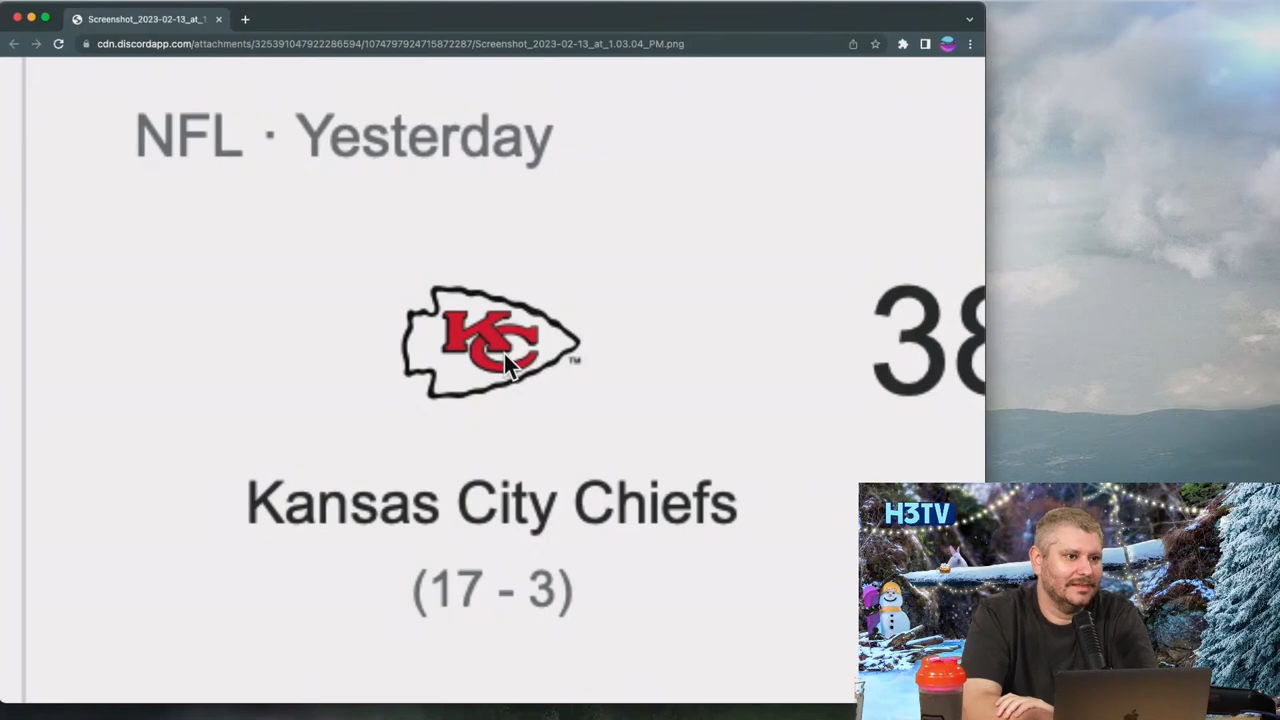 Screenshot_2023-02-13_at_1
cdn.discordapp.com/attachments/325391047922286594/1074797924715872287/Screenshot_2023-02-13_at_1.03.04_PM.png
NFL · Yesterday
KC
TM
38
Kansas City Chiefs
(17 - 3)
H3TV